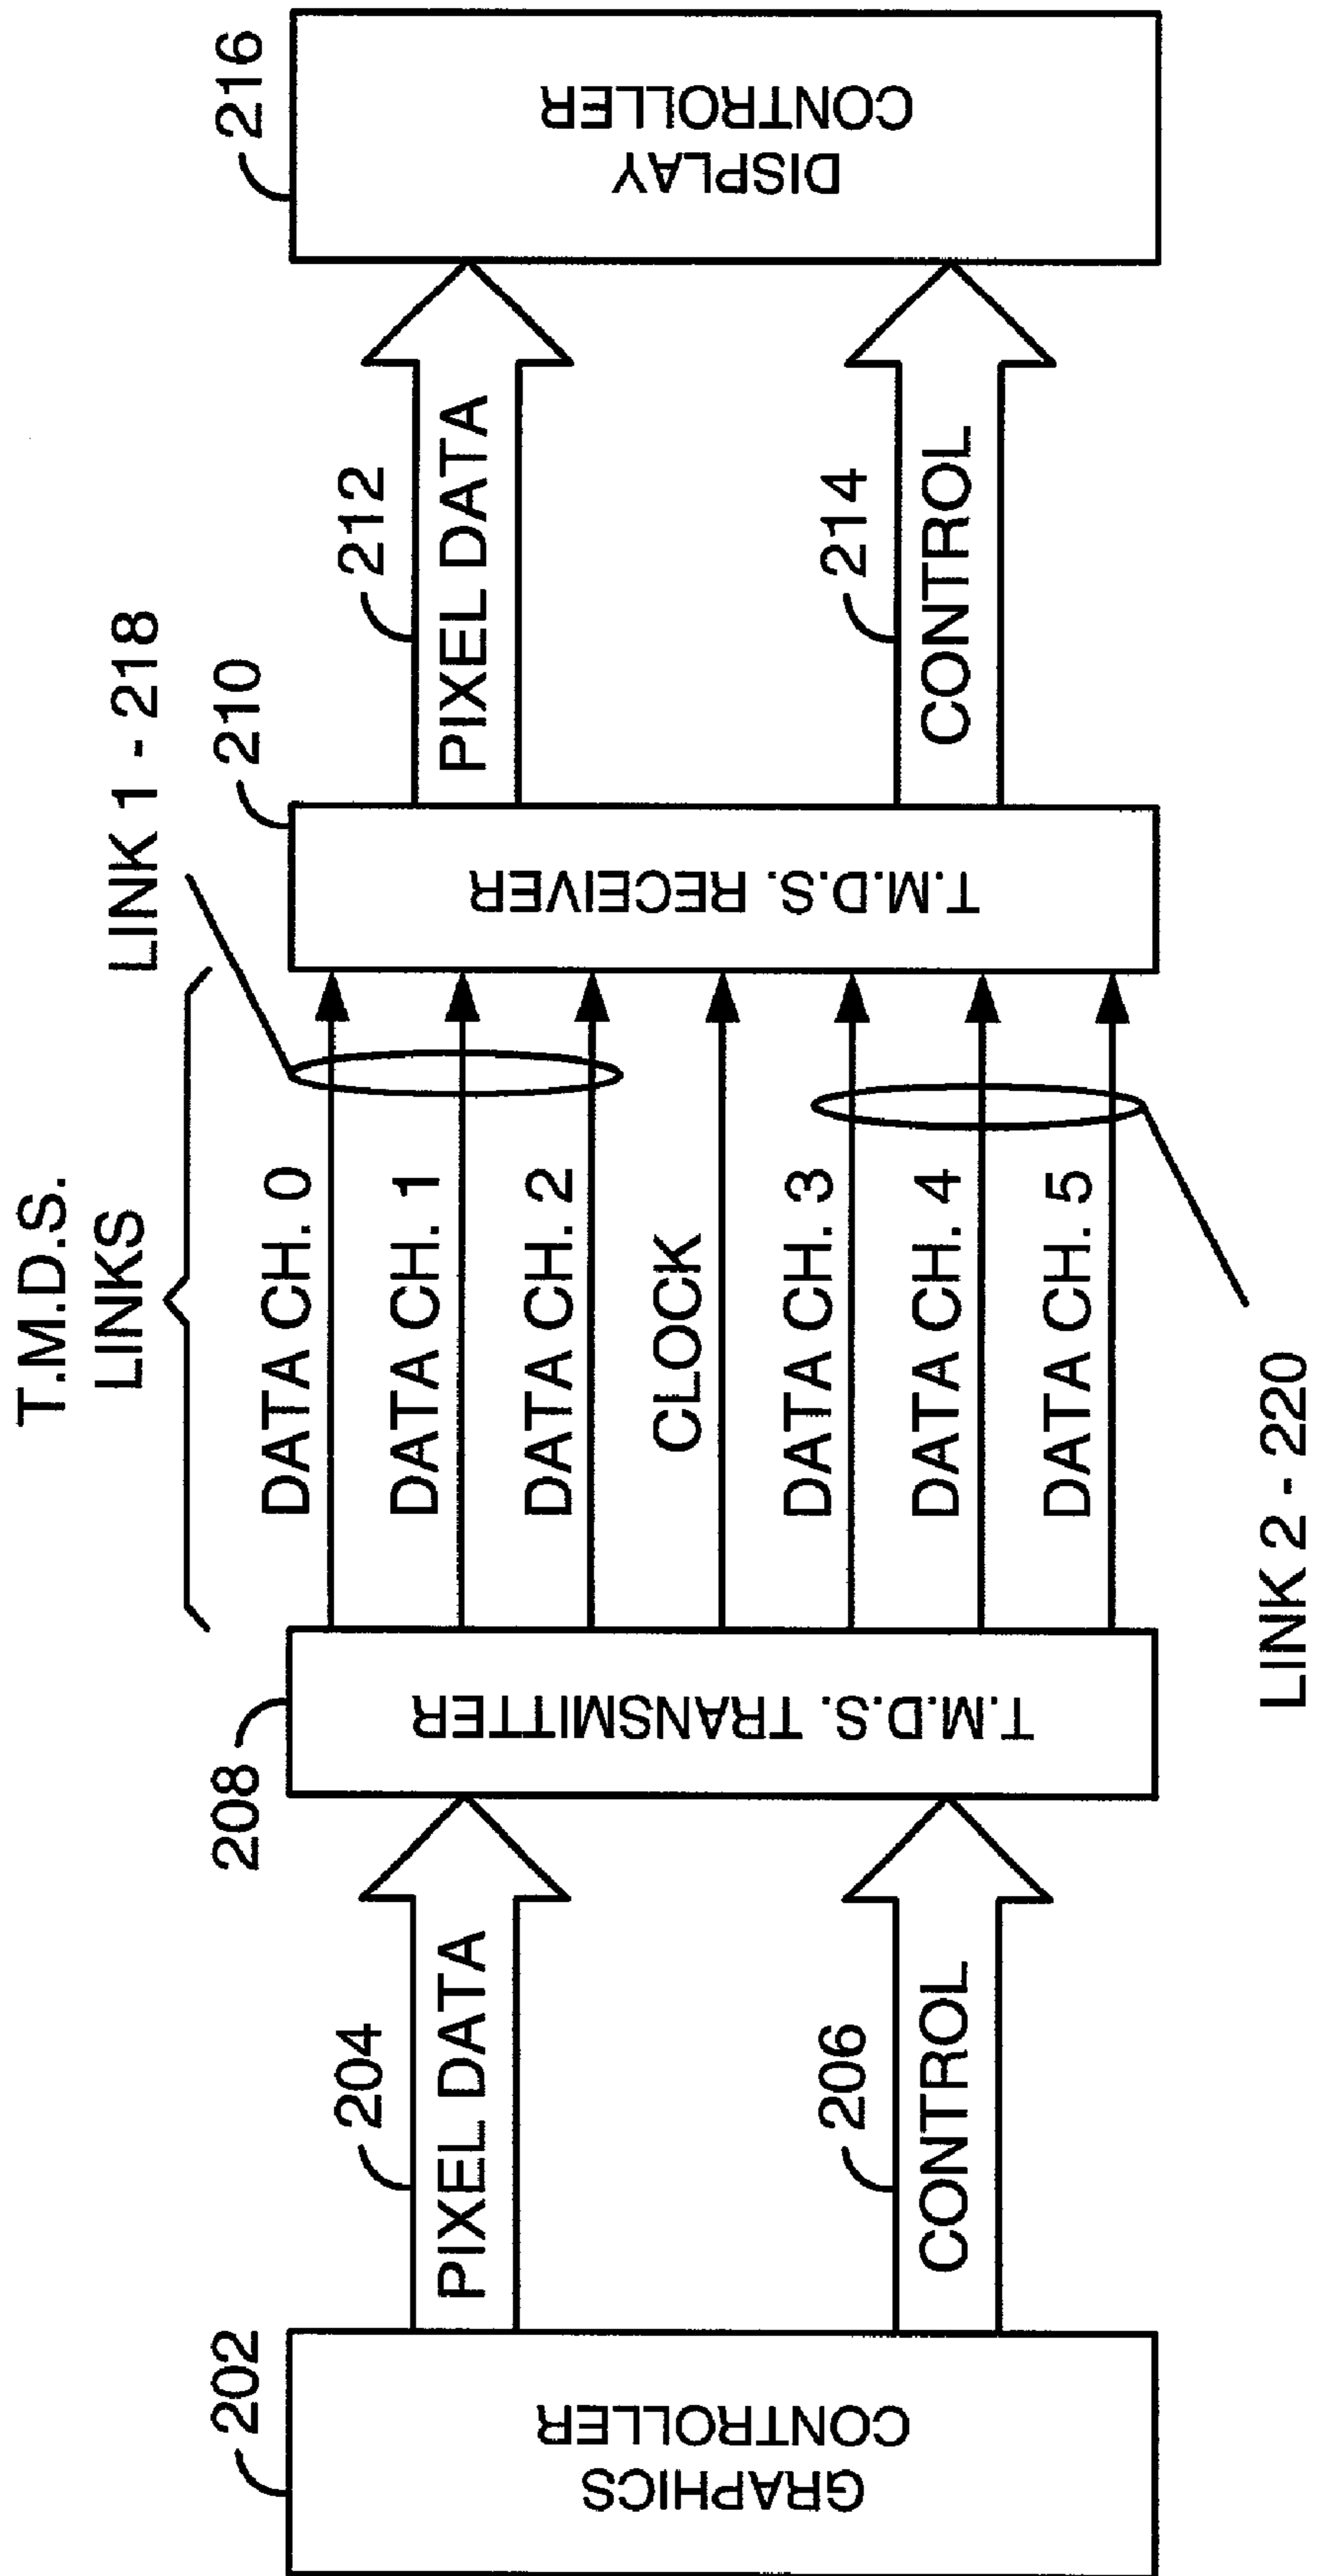 T.M.D.S.
LINKS
LINK 1 - 218
202
GRAPHICS
CONTROLLER
204
PIXEL DATA
206
CONTROL
208
T.M.D.S. TRANSMITTER
DATA CH. 0
DATA CH. 1
DATA CH. 2
CLOCK
DATA CH. 3
DATA CH. 4
DATA CH. 5
LINK 2 - 220
210
T.M.D.S. RECEIVER
212
PIXEL DATA
214
CONTROL
216
DISPLAY
CONTROLLER